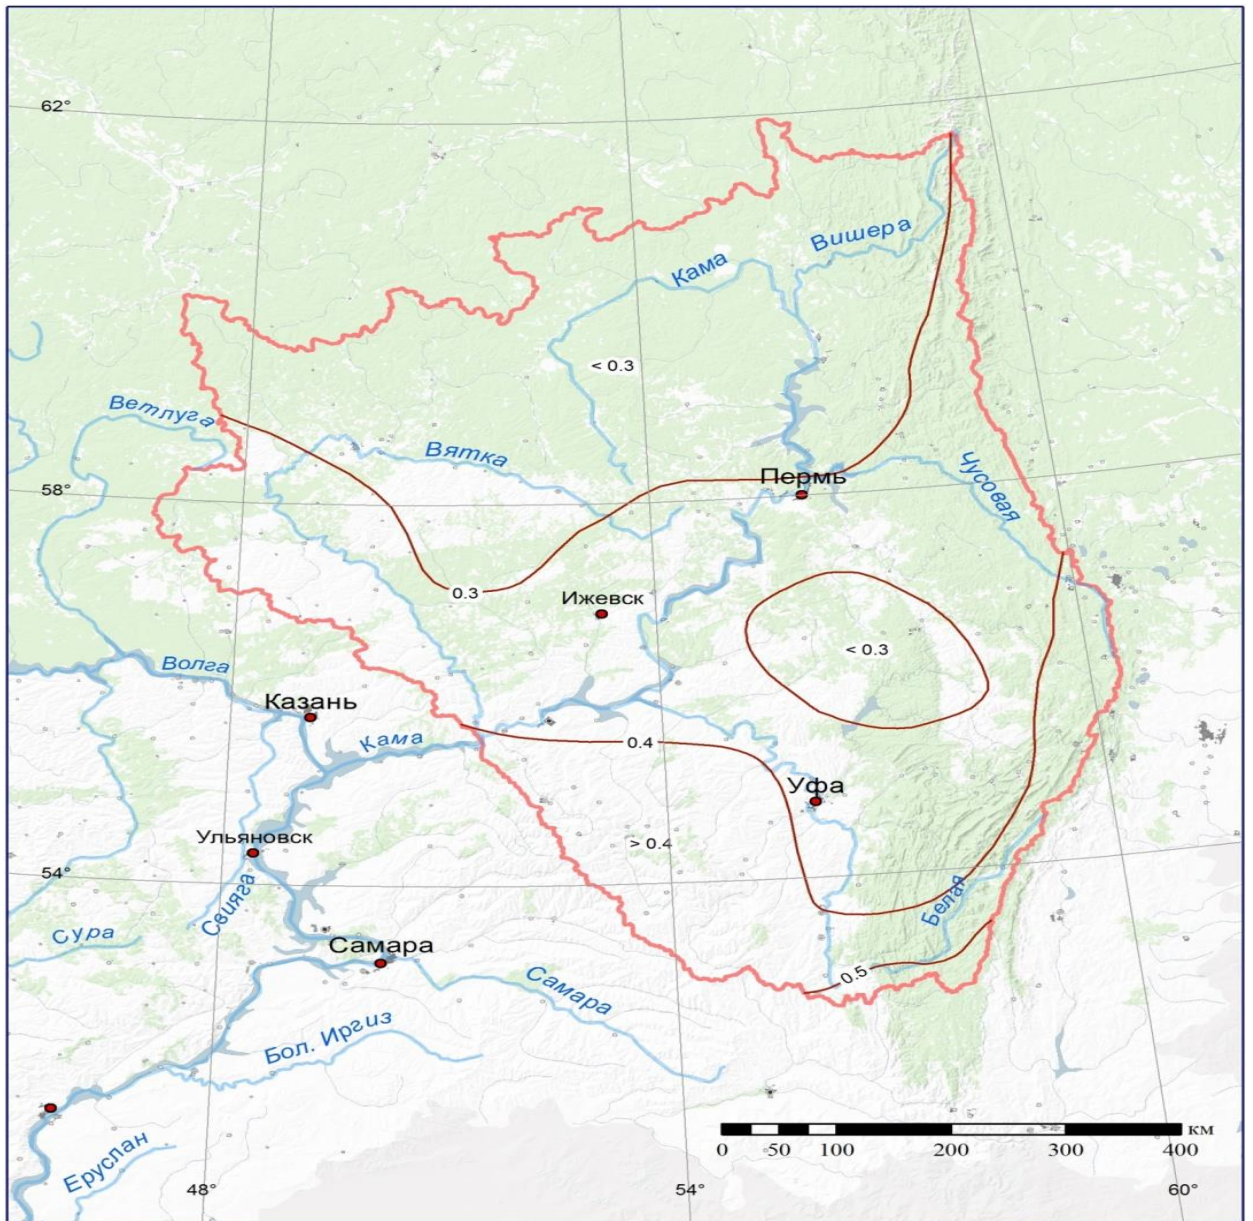 62°
Вишера
Кама
< 0.3
Ветлуга
Вятка
Чусовая
Пермь
58°
0.3
Ижевск
< 0.3
Волга
Казань
Кама
0.4
Уфа
Ульяновск
> 0.4
54°
Свияга
Белая
Сура
Самара
0.5
Самара
Бол. Иргиз
Еруслан
км
0 50 100 200 300 400
48° 54° 60°